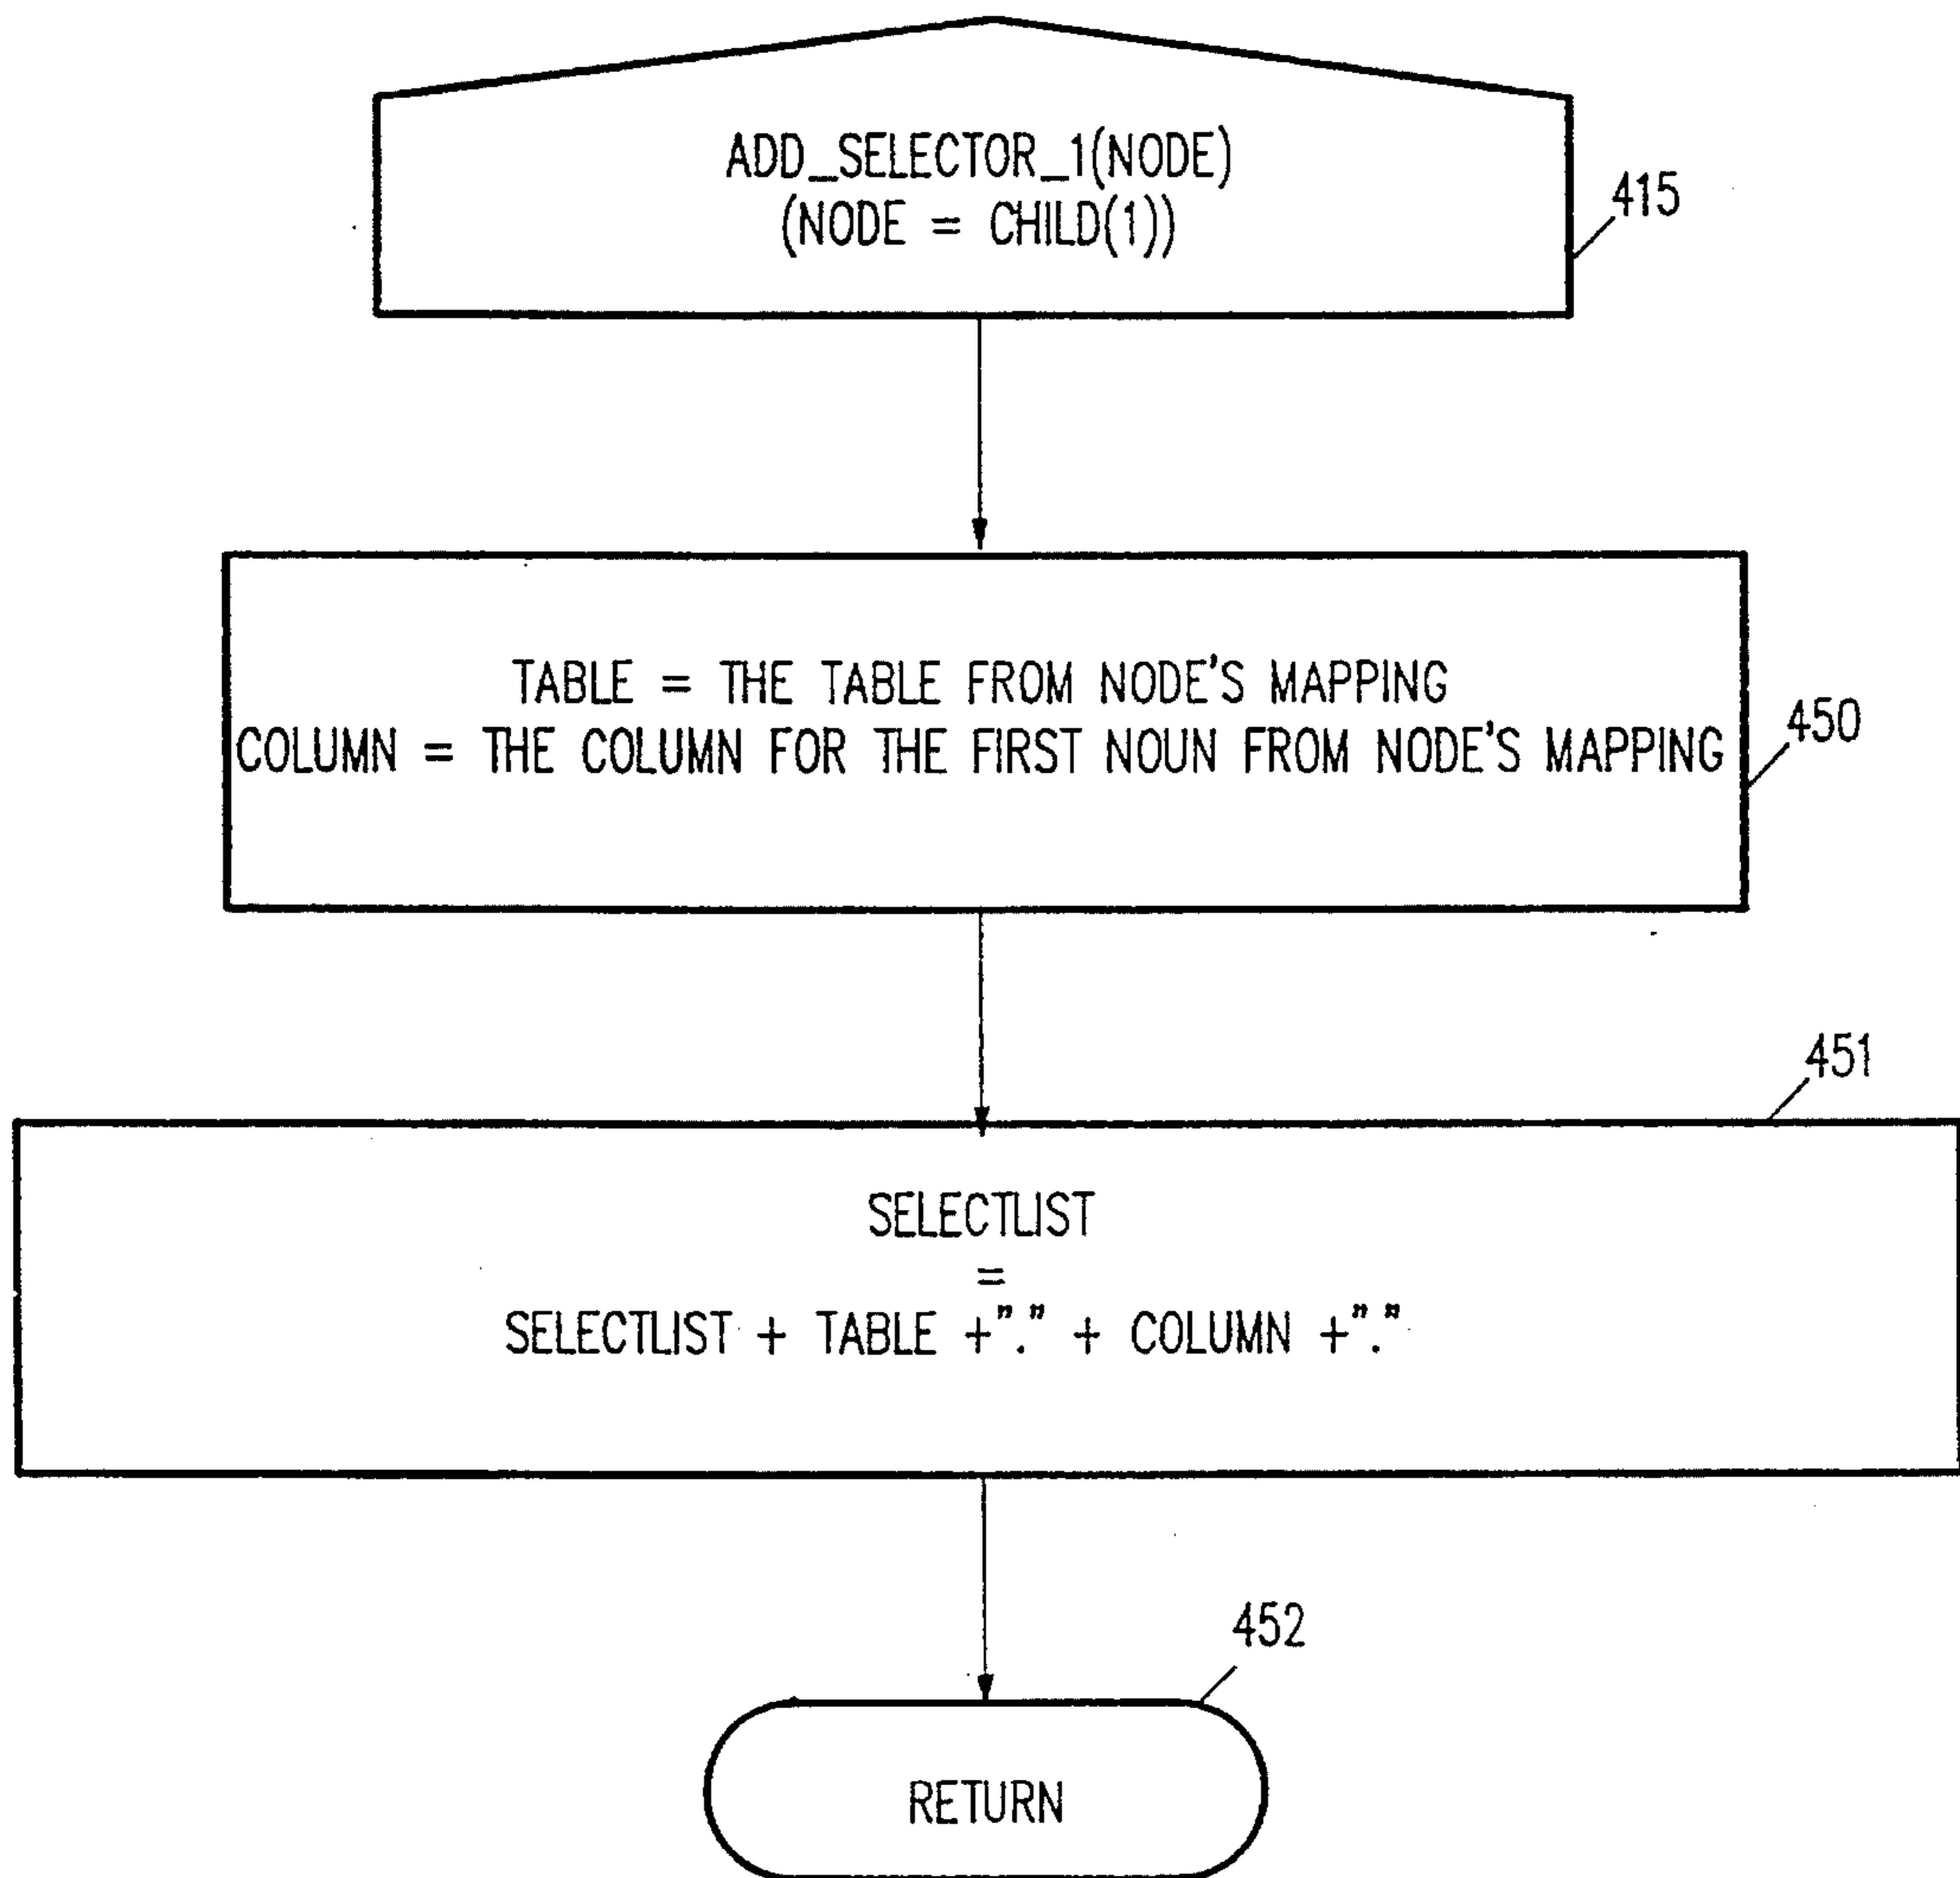 ADD_SELECTOR_1(NODE)
(NODE = CHILD(1))
415
TABLE = THE TABLE FROM NODE'S MAPPING
COLUMN = THE COLUMN FOR THE FIRST NOUN FROM NODE'S MAPPING
450
451
SELECTLIST
=
SELECTLIST + TABLE +"." + COLUMN +"."
452
RETURN